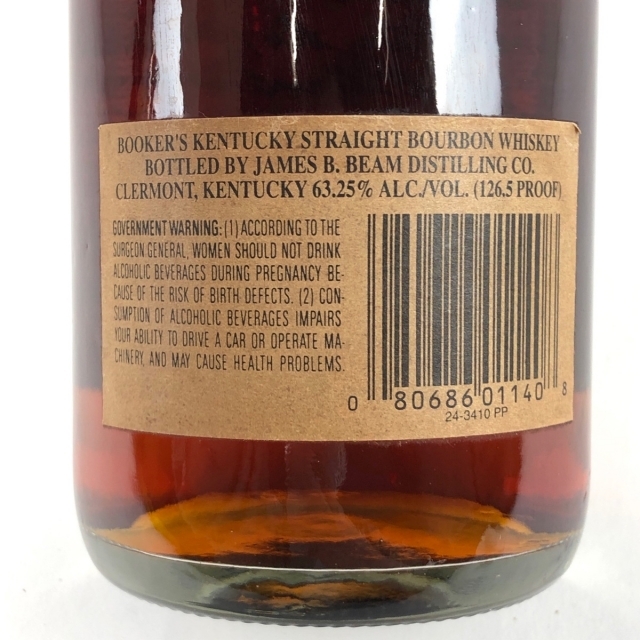 BOOKER'S KENTUCKY STRAIGHT BOURBON WHISKEY
BOTTLED BY JAMES B. BEAM DISTILLING CO.
CLERMONT, KENTUCKY 63.25% ALC./VOL. (126.5 PROOF)
GOVERNMENT WARNING: (1) ACCORDING TO THE
SURGEON GENERAL, WOMEN SHOULD NOT DRINK
ALCOHOLIC BEVERAGES DURING PREGNANCY BE-
CAUSE OF THE RISK OF BIRTH DEFECTS. (2) CON-
SUMPTION OF ALCOHOLIC BEVERAGES IMPAIRS
YOUR ABILITY TO DRIVE A CAR OR OPERATE MA-
CHINERY, AND MAY CAUSE HEALTH PROBLEMS.
0 80686 01140 8
24-3410 PP